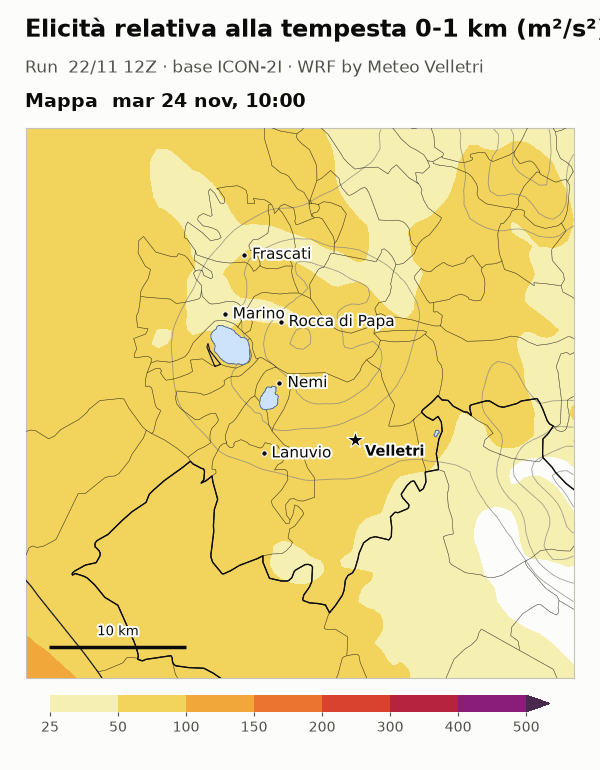 Elicità relativa alla tempesta 0-1 km (m²/s²)
Run 22/11 12Z · base ICON-2I · WRF by Meteo Velletri
Mappa mar 24 nov, 10:00
Frascati
Marino
Rocca di Papa
Nemi
Velletri
Lanuvio
10 km
25 50 100 150 200 300 400 500